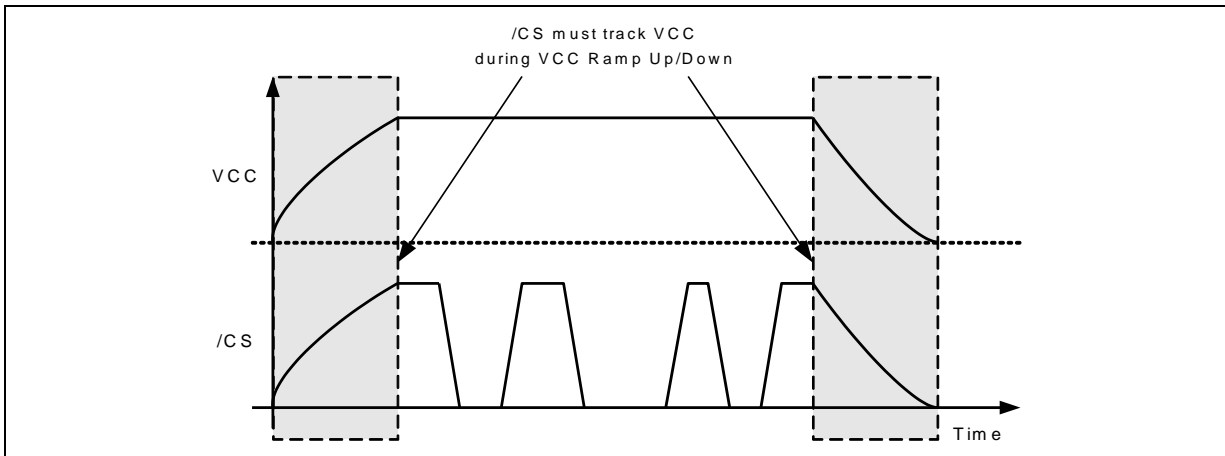 /CS must track VCC
during VCC Ramp Up/Down
VCC
/CS
Time